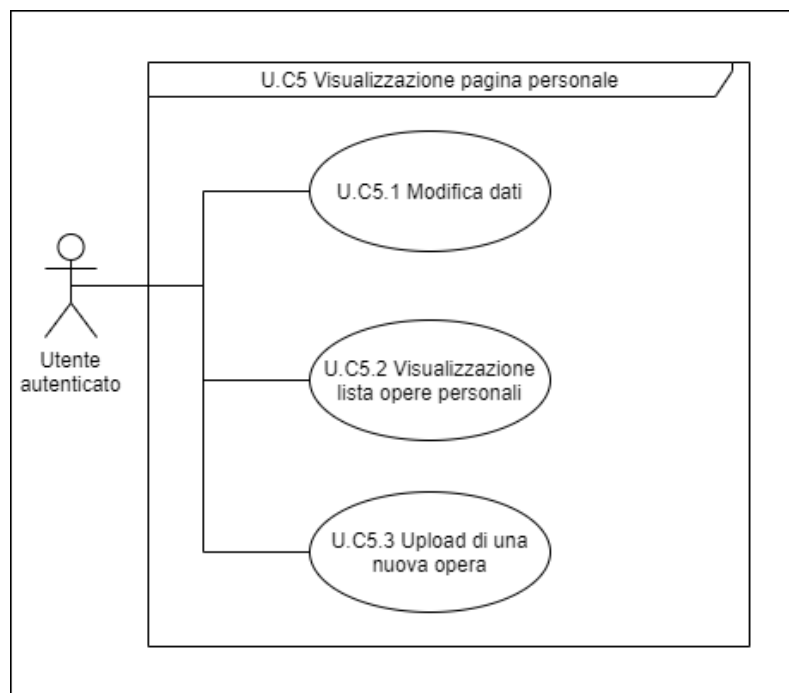 U.C5 Visualizzazione pagina personale
U.C5.1 Modifica dati
Utente
autenticato
U.C5.2 Visualizzazione
lista opere personali
U.C5.3 Upload di una
nuova opera